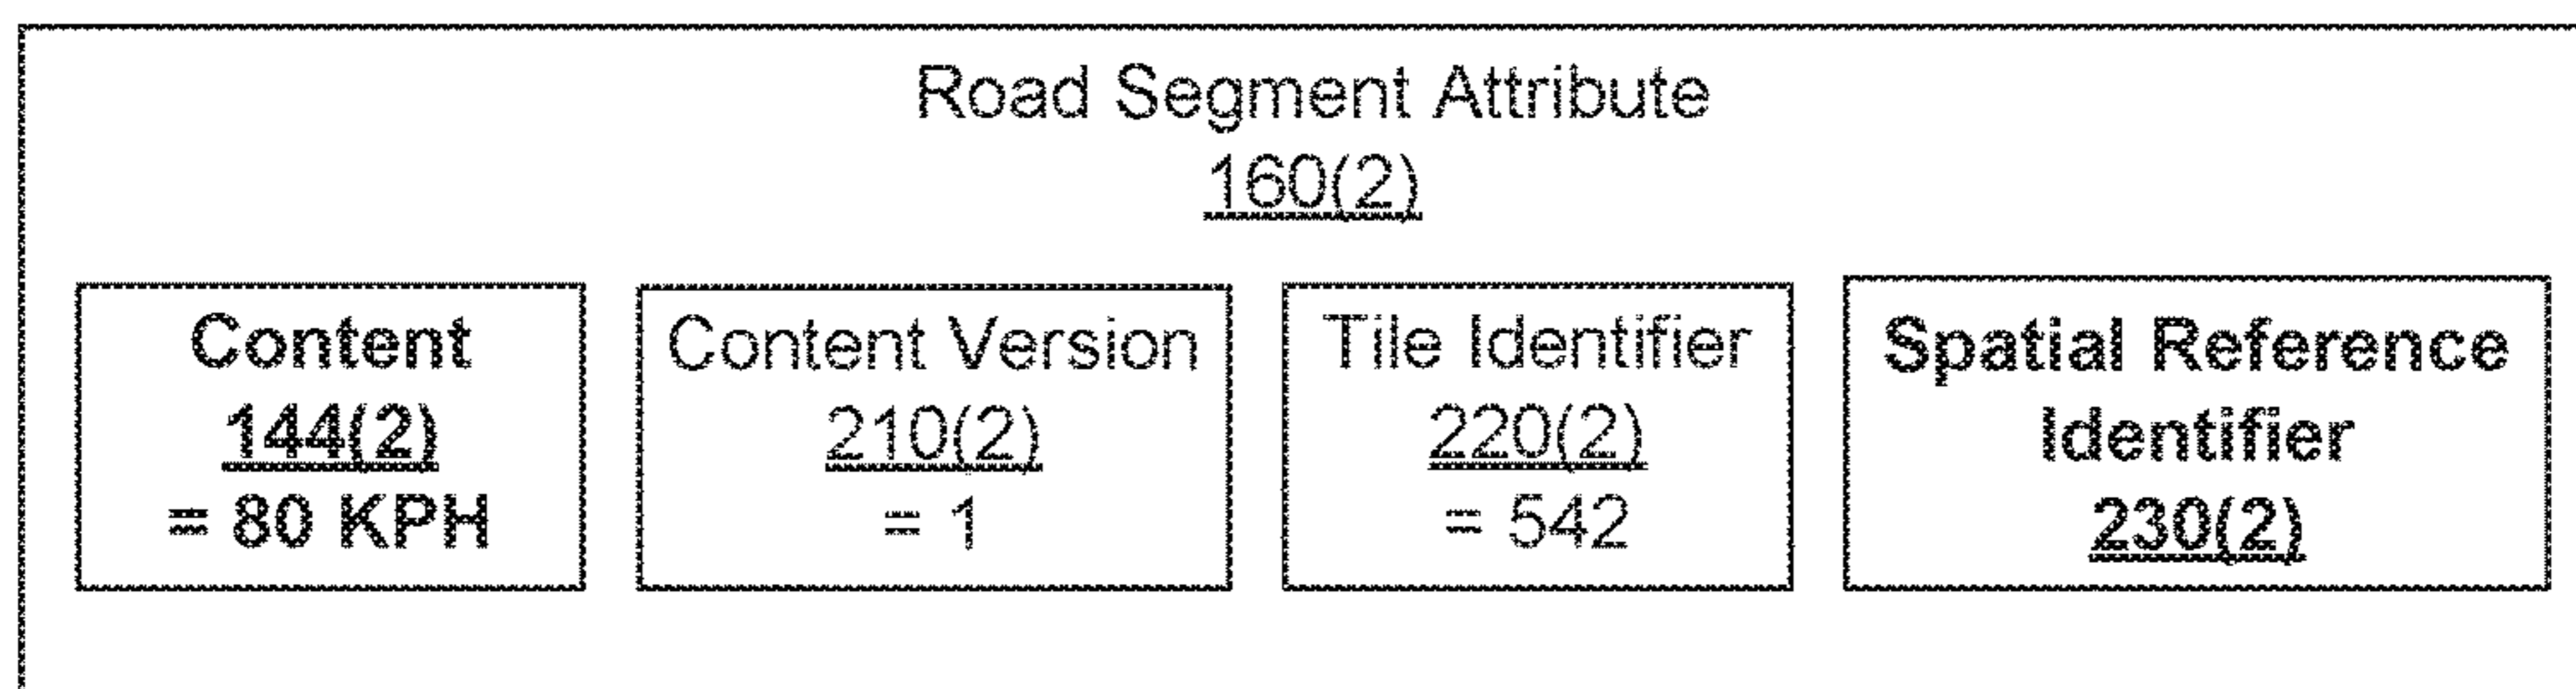 Road Segment Attribute
160(2)
Content
144(2)
= 80 KPH
Content Version
210(2)
= 1
Tile Identifier
220(2)
= 542
Spatial Reference
Identifier
230(2)